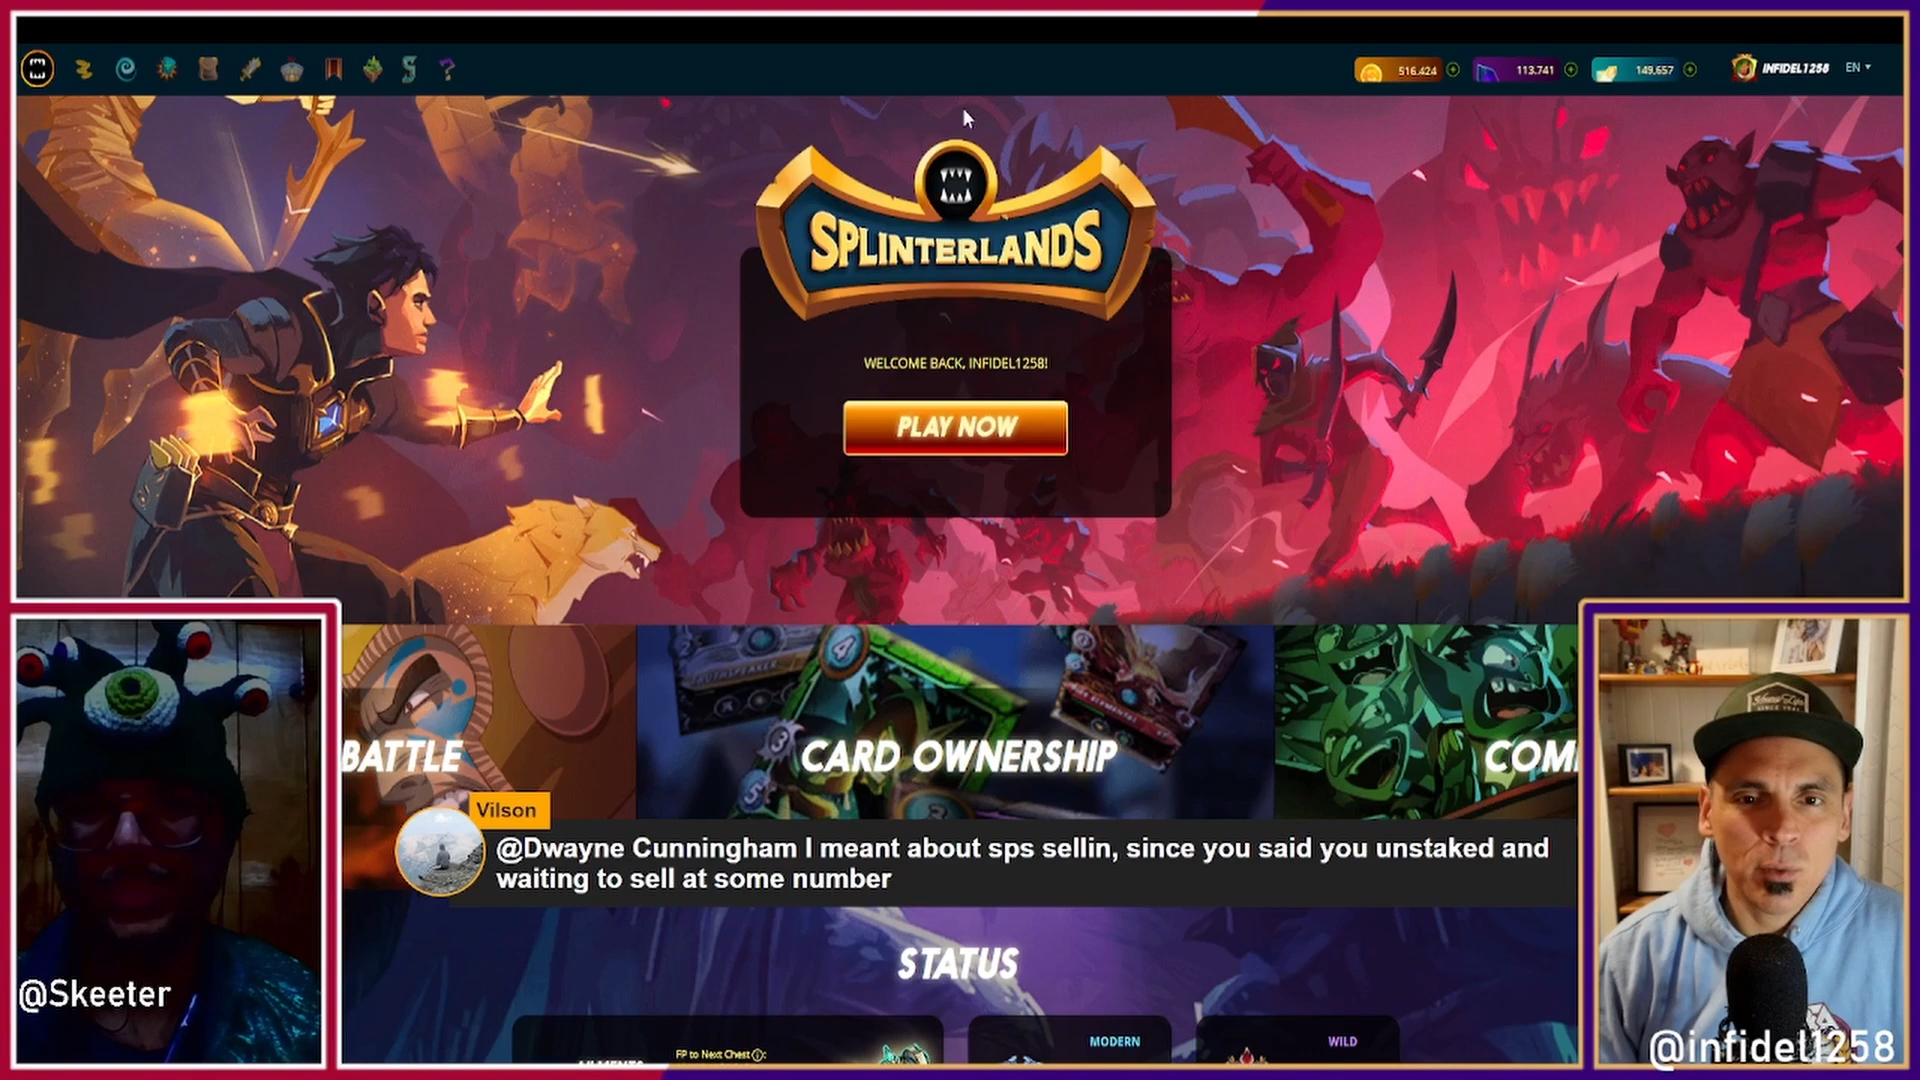 516.424
113.741
149,657
INFIDEL1258
EN
SPLINTERLANDS
WELCOME BACK, INFIDEL1258!
PLAY NOW
BATTLE
CARD OWNERSHIP
COM
Vilson
@Dwayne Cunningham I meant about sps sellin, since you said you unstaked and
waiting to sell at some number
STATUS
FP to Next Chest
MODERN
WILD
@Skeeter
@infidel1258